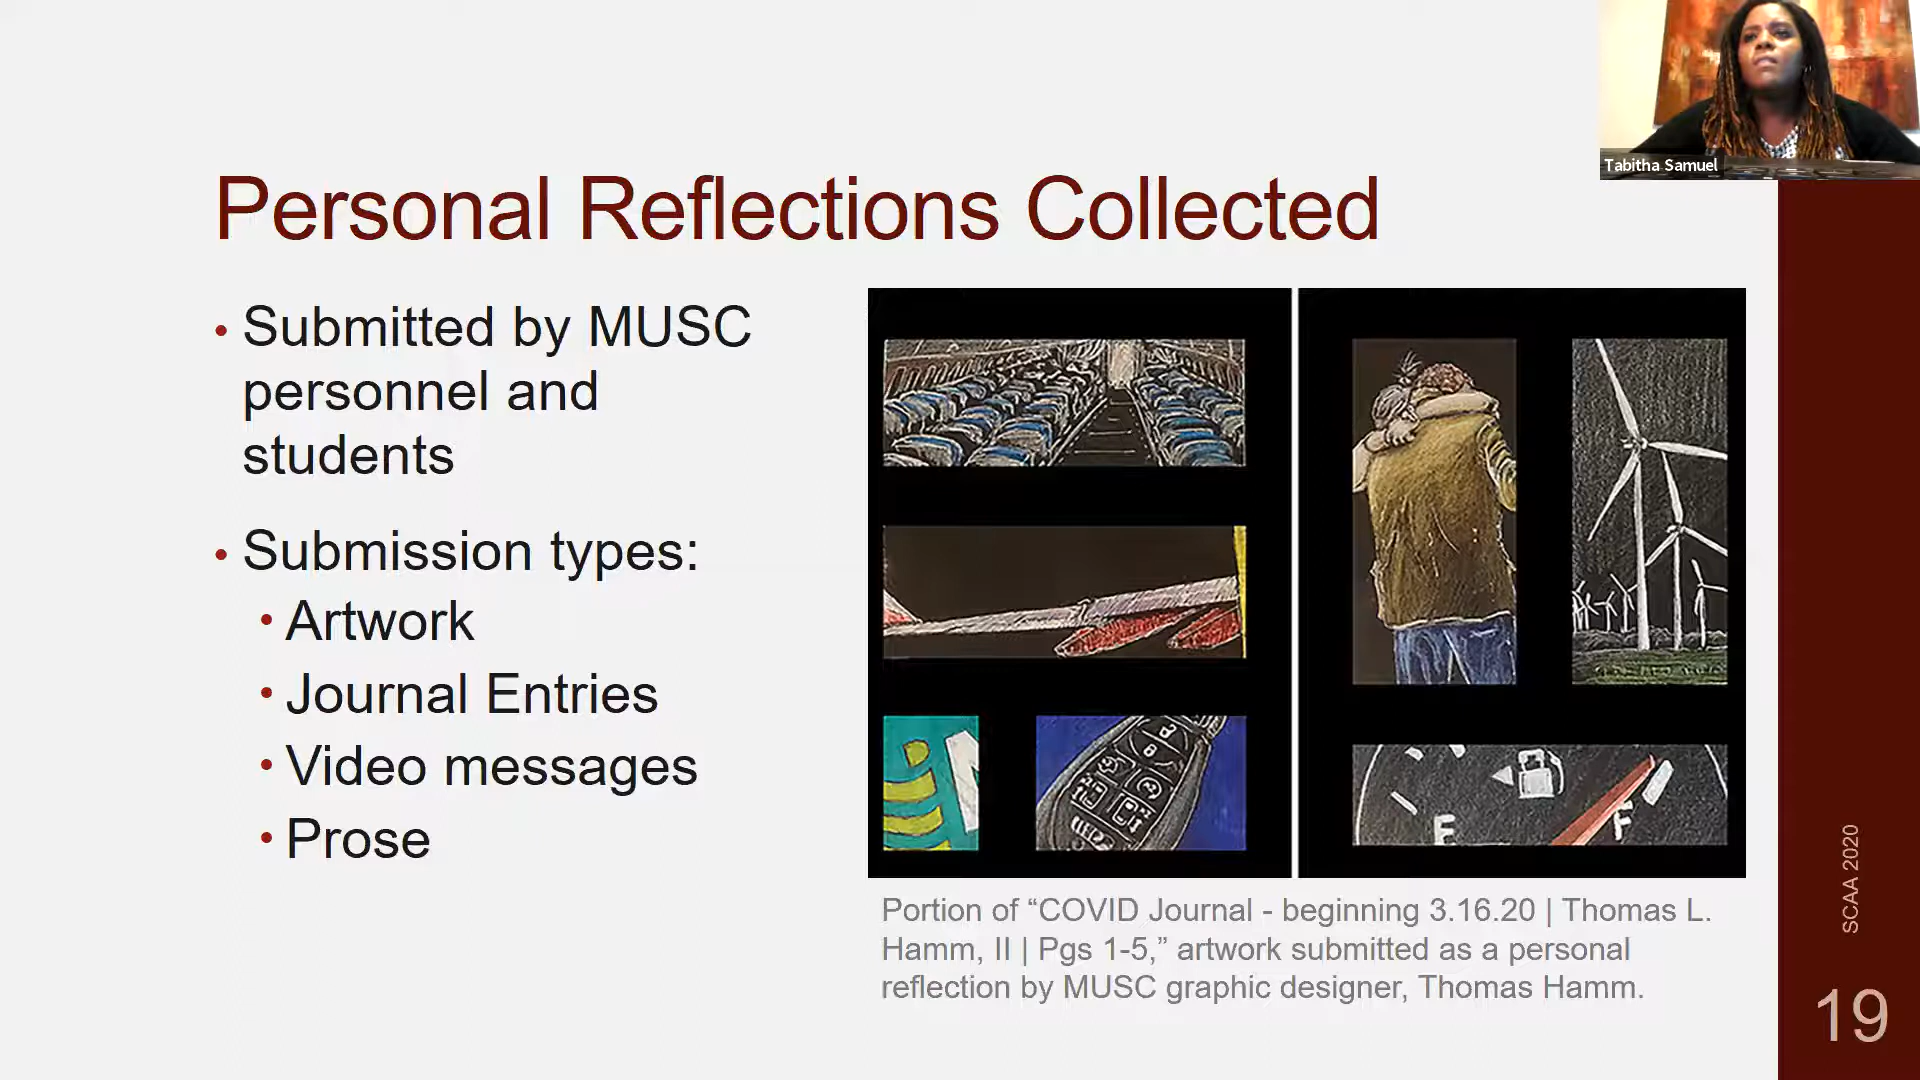 Tabitha Samuel
Personal Reflections Collected
• Submitted by MUSC
personnel and
students
• Submission types:
• Artwork
• Journal Entries
• Video messages
• Prose
E
F
Portion of “COVID Journal - beginning 3.16.20 | Thomas L.
Hamm, II | Pgs 1-5,” artwork submitted as a personal
reflection by MUSC graphic designer, Thomas Hamm.
SCAA 2020
19